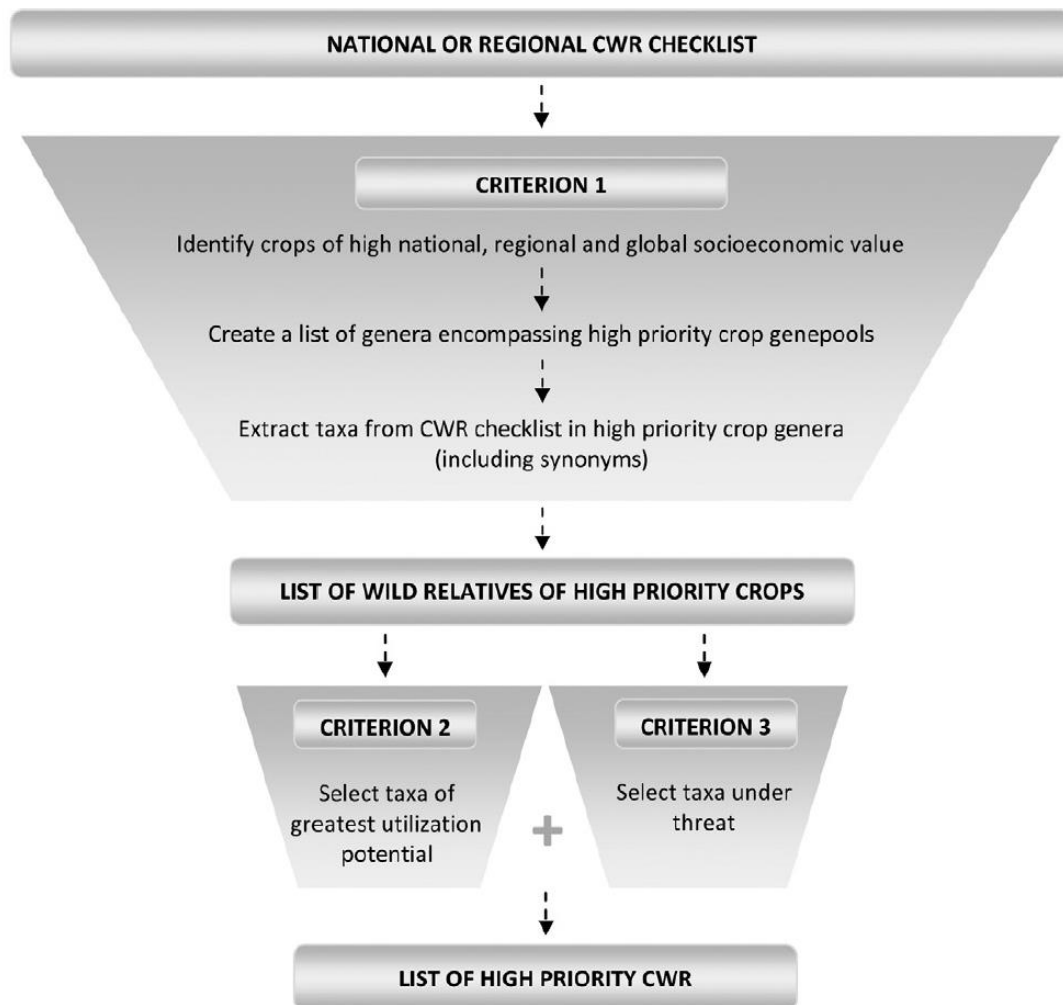 NATIONAL OR REGIONAL CWR CHECKLIST
CRITERION 1
Identify crops of high national, regional and global socioeconomic value
Create a list of genera encompassing high priority crop genepools
Extract taxa from CWR checklist in high priority crop genera
(including synonyms)
LIST OF WILD RELATIVES OF HIGH PRIORITY CROPS
CRITERION 2
Select taxa of
greatest utilization
potential
+
CRITERION 3
Select taxa under
threat
LIST OF HIGH PRIORITY CWR